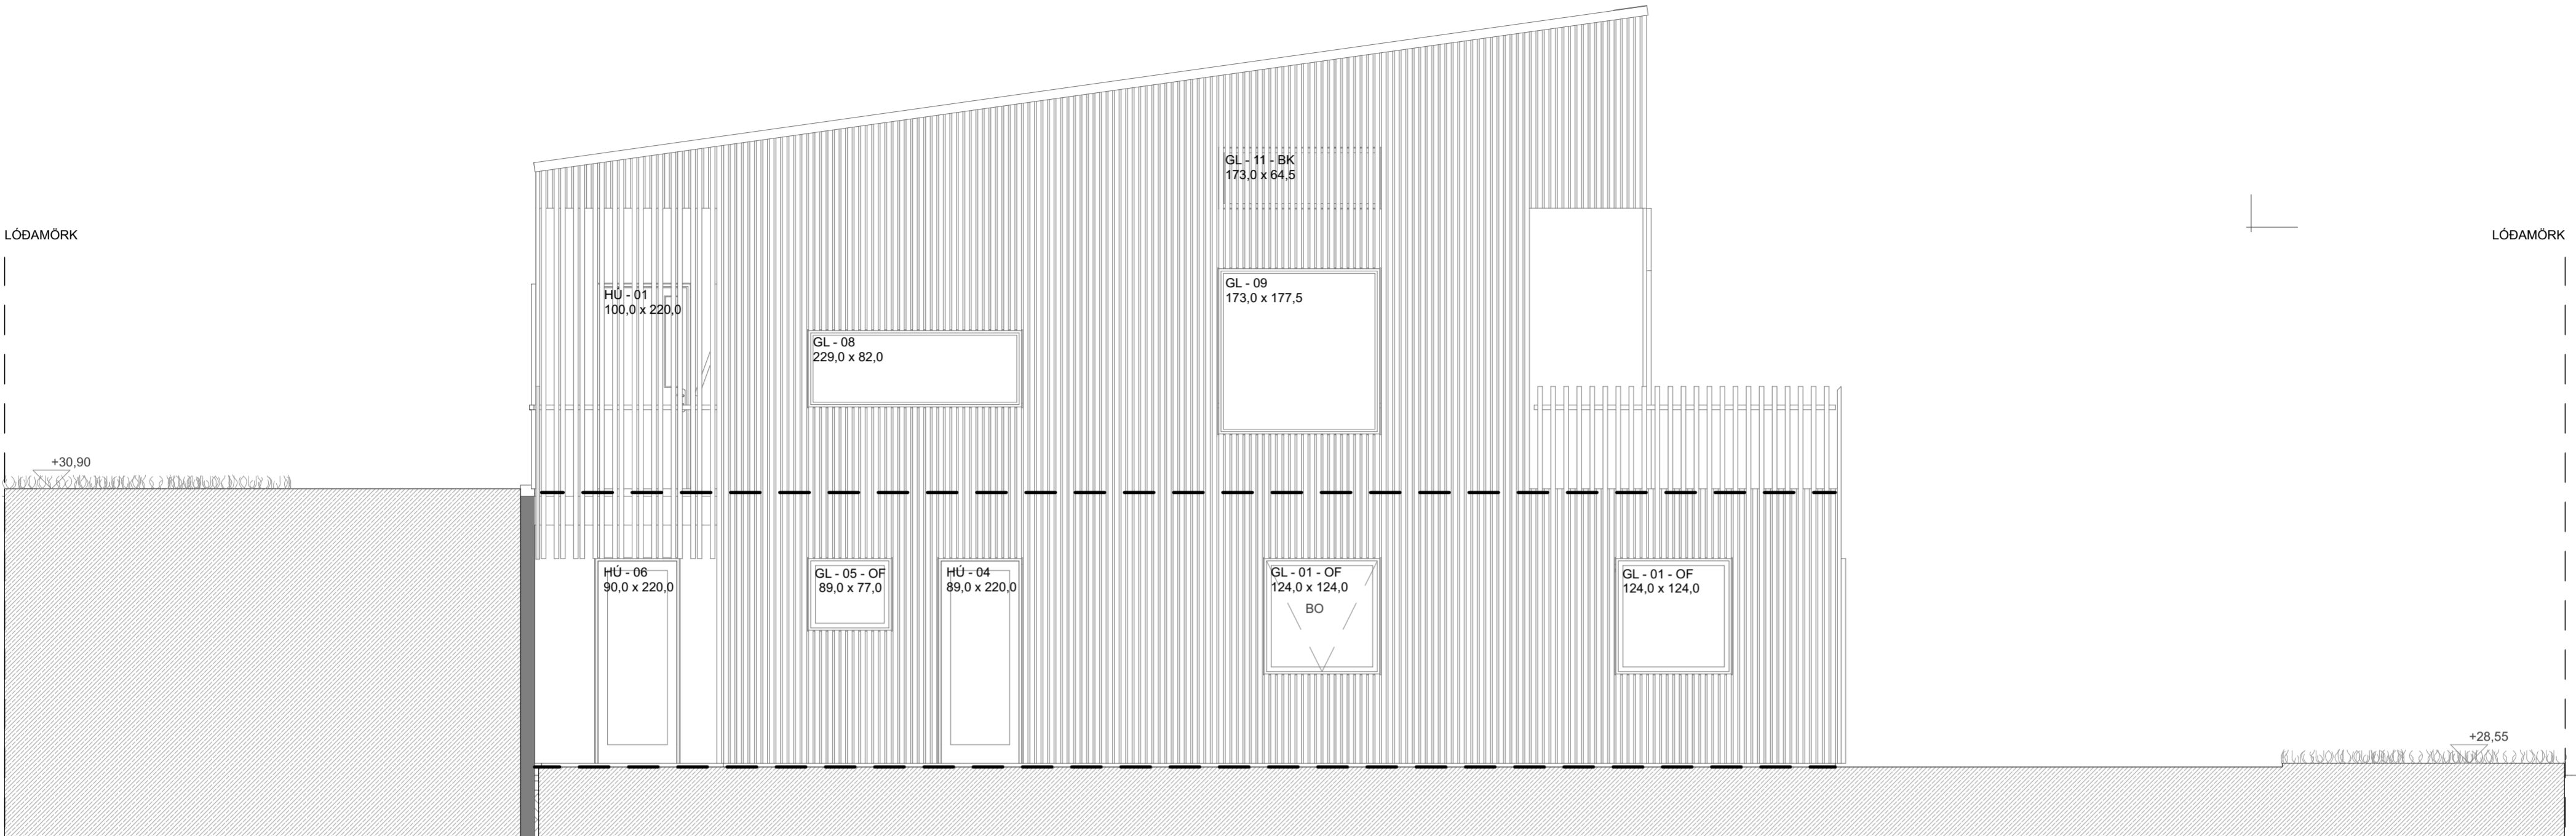 GL - 11 - BK
173,0 x 64,5
LÓÐAMÖRK
LÓÐAMÖRK
HÚ - 01
100,0 x 220,0
GL - 09
173,0 x 177,5
GL - 08
229,0 x 82,0
+30,90
HÚ - 06
90,0 x 220,0
GL - 05 - OF
89,0 x 77,0
HÚ - 04
89,0 x 220,0
GL - 01 - OF
124,0 x 124,0
BO
GL - 01 - OF
124,0 x 124,0
+28,55